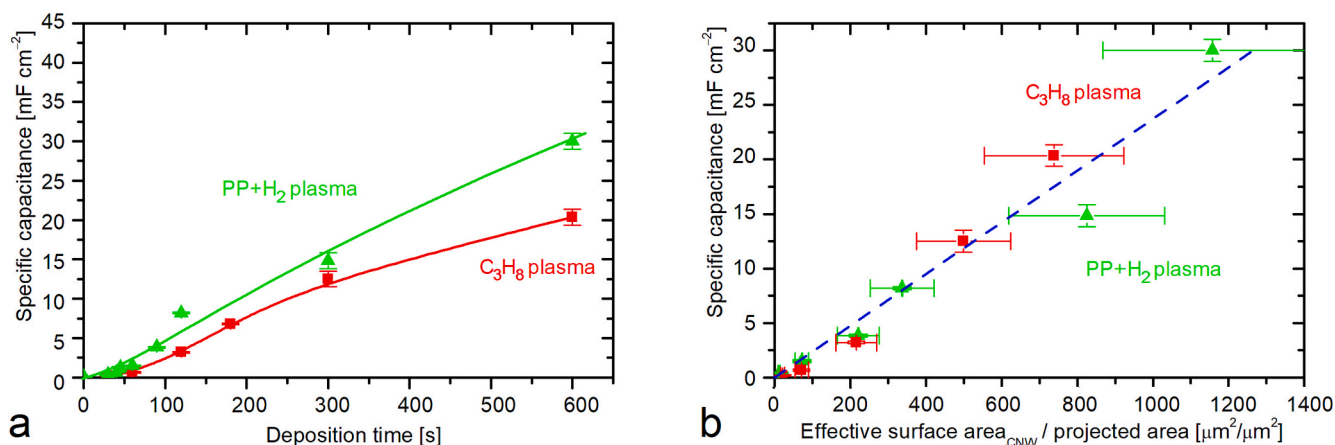 45
40
35
30
25
20
15
10
5
0
Specific capacitance [mF cm⁻²]
PP+H₂ plasma
C₃H₈ plasma
0 100 200 300 400 500 600
Deposition time [s]
a
30
25
20
15
10
5
0
Specific capacitance [mF cm⁻²]
C₃H₈ plasma
PP+H₂ plasma
0 200 400 600 800 1000 1200 1400
Effective surface area_CNW / projected area [μm²/μm²]
b